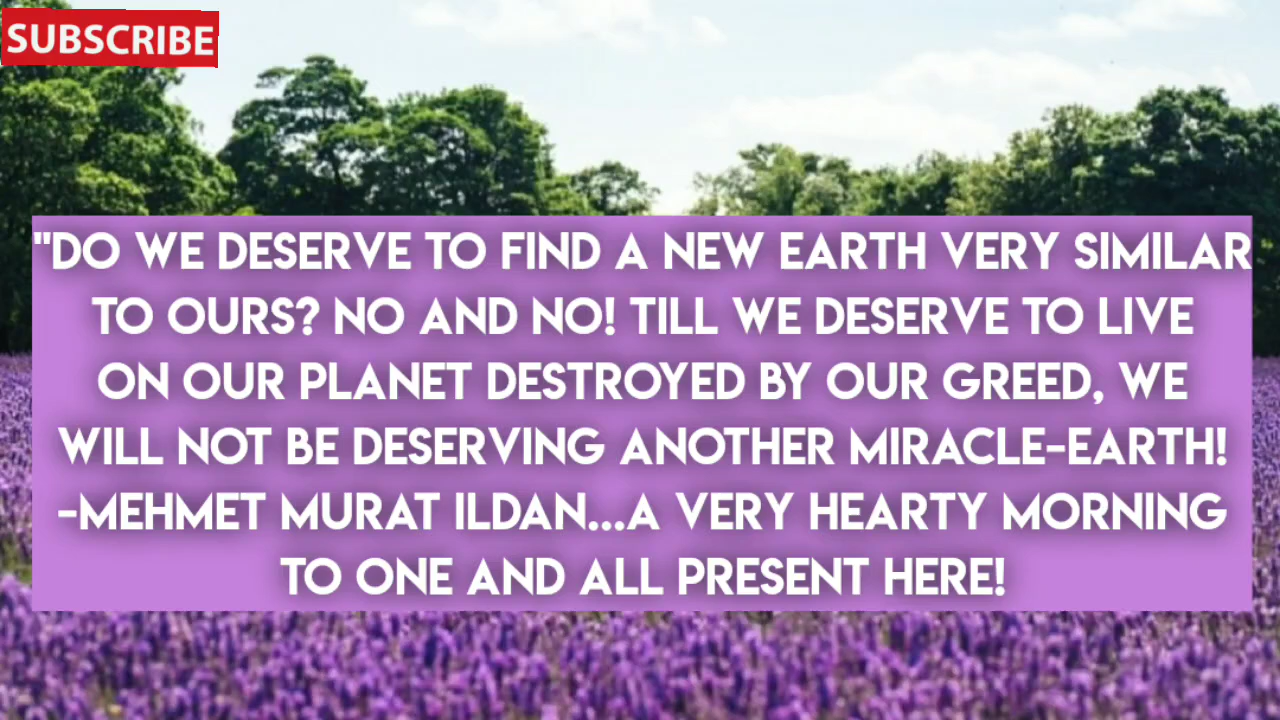 SUBSCRIBE
"DO WE DESERVE TO FIND A NEW EARTH VERY SIMILAR
TO OURS? NO AND NO! TILL WE DESERVE TO LIVE
ON OUR PLANET DESTROYED BY OUR GREED, WE
WILL NOT BE DESERVING ANOTHER MIRACLE-EARTH!
-MEHMET MURAT ILDAN...A VERY HEARTY MORNING
TO ONE AND ALL PRESENT HERE!